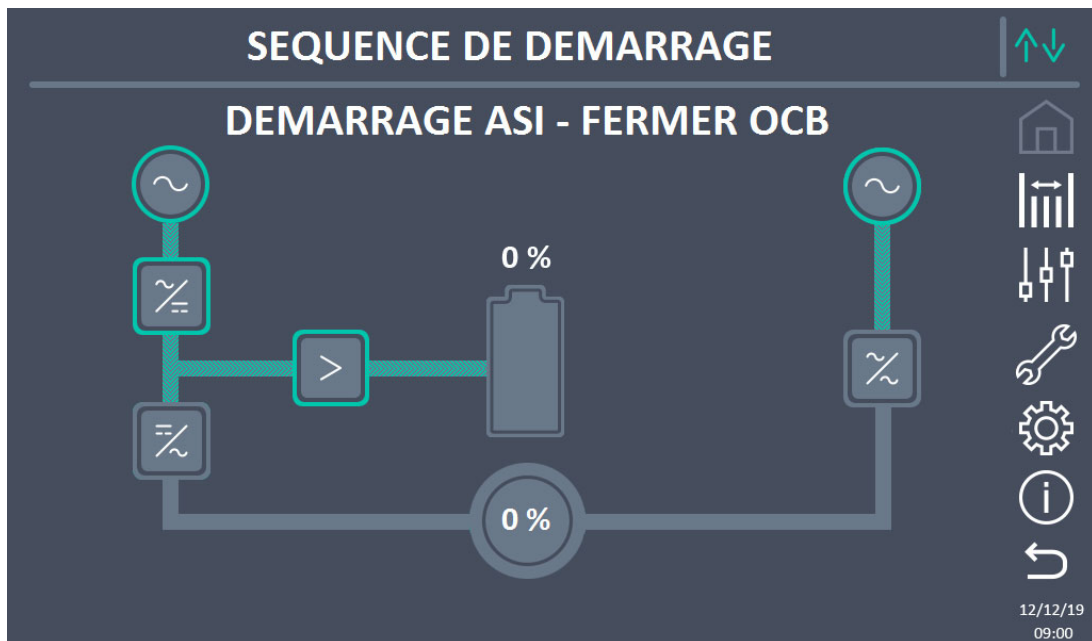 SEQUENCE DE DEMARRAGE
DEMARRAGE ASI - FERMER OCB
0 %
0 %
12/12/19
09:00